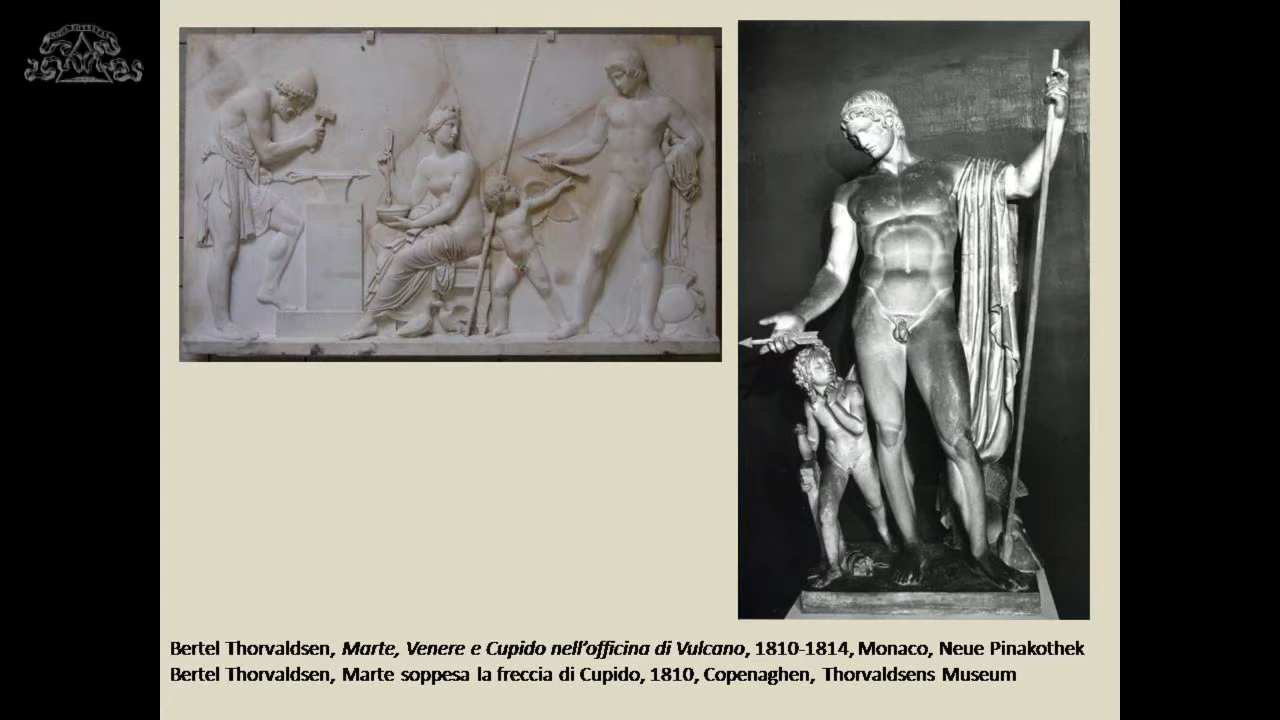 Bertel Thorvaldsen, Marte, Venere e Cupido nell'officina di Vulcano, 1810-1814, Monaco, Neue Pinakothek
Bertel Thorvaldsen, Marte soppesa la freccia di Cupido, 1810, Copenaghen, Thorvaldsens Museum